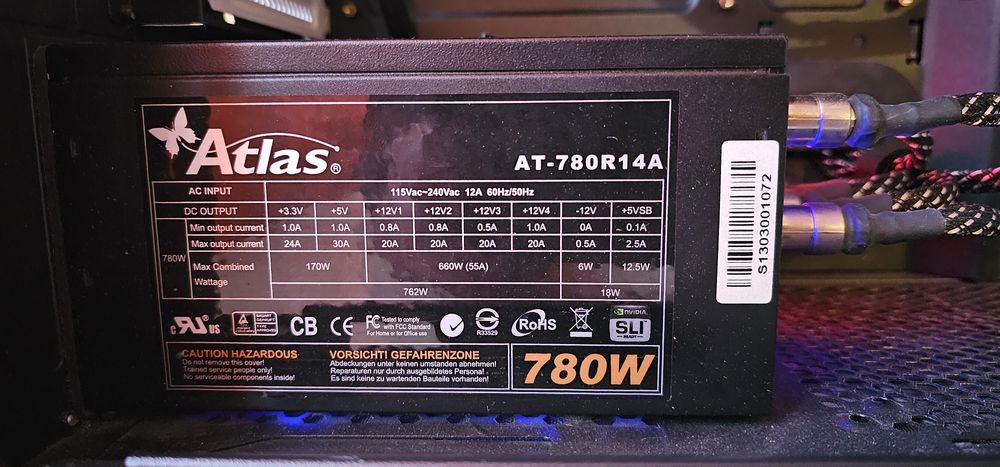 Atlas®
AT-780R14A
AC INPUT 115Vac~240Vac 12A 60Hz/50Hz
DC OUTPUT +3.3V +5V +12V1 +12V2 +12V3 +12V4 -12V +5VSB
Min output current 1.0A 1.0A 0.8A 0.8A 0.5A 1.0A 0A 0.1A
780W Max output current 24A 30A 20A 20A 20A 20A 0.5A 2.5A
Max Combined Wattage 170W 660W (55A) 6W 12.5W
762W 18W
c RU US
CB CE FC Tested to comply
with FCC Standard
For Home or for Office use
R33529
RoHS
NVIDIA
SLI
READY
CAUTION HAZARDOUS
Do not remove this cover!
Trained service people only!
No serviceable components inside!
VORSICHT! GEFAHRENZONE
Abdeckungen unter keinen umstanden abnehmen!
Reparaturen nur durch ausgebildetes Personal
Es sind keine zu wartenden Bauteile vorhanden!
780W
S1303001072